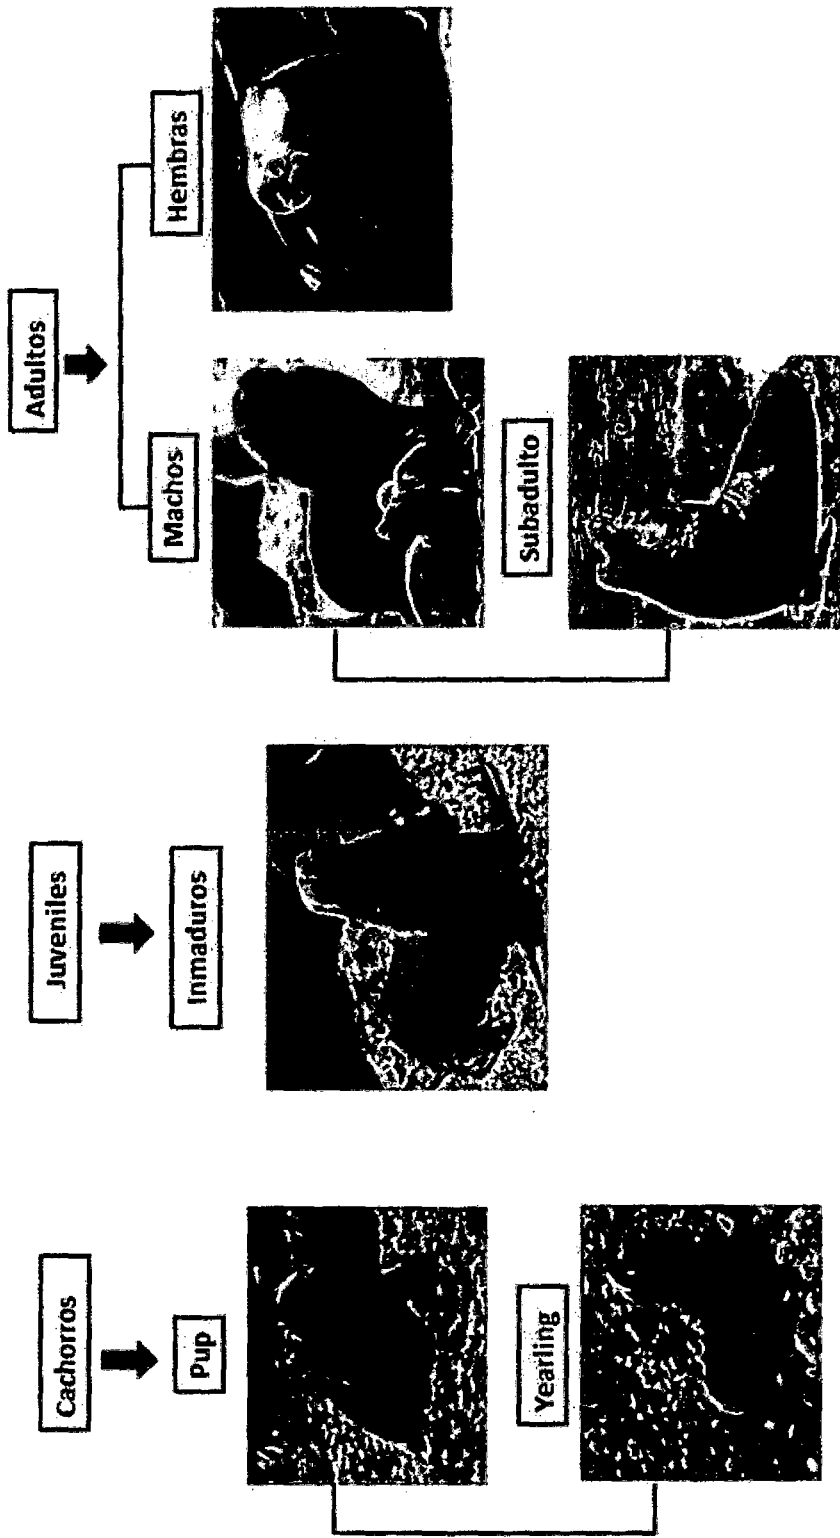 Cachorros
Pup
Yearling
Juveniles
Inmaduros
Adultos
Machos
Hembras
Subadulto